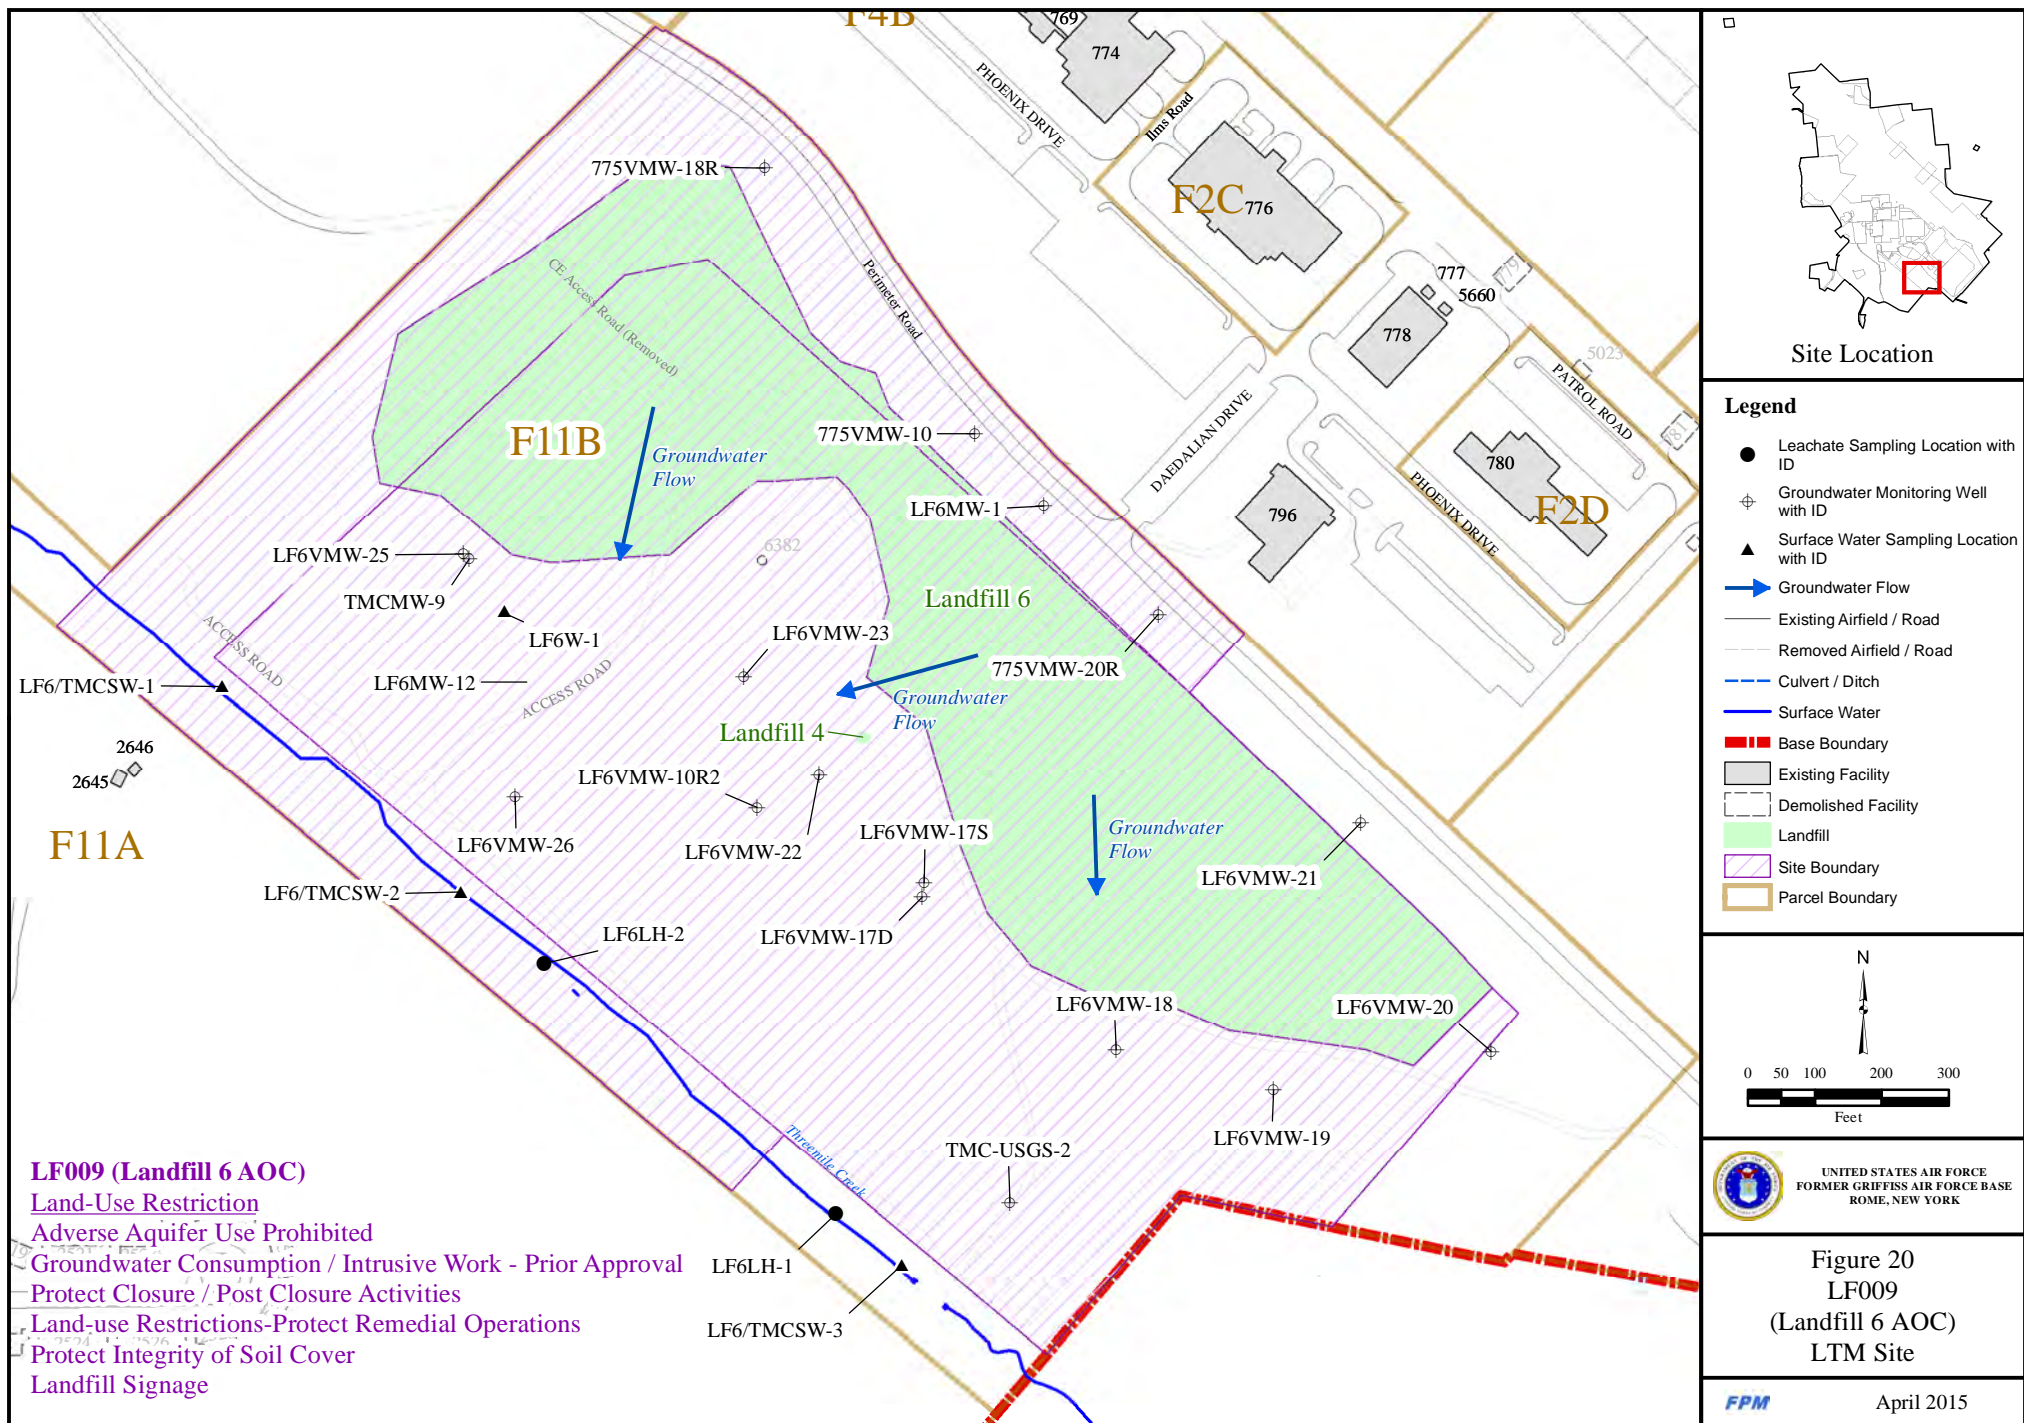 F4B
769
774
PHOENIX DRIVE
Ilms Road
F2C
776
775VMW-18R
CE Access Road (Removed)
Perimeter Road
777
5660
779
778
5023
PATROL ROAD
781
780
F2D
PHOENIX DRIVE
DAEDALIAN DRIVE
796
F11B
Groundwater
Flow
775VMW-10
LF6MW-1
6382
LF6VMW-25
TMCMW-9
LF6W-1
Landfill 6
LF6VMW-23
775VMW-20R
ACCESS ROAD
LF6MW-12
ACCESS ROAD
LF6/TMCSW-1
Groundwater
Flow
Landfill 4
2646
2645
F11A
LF6VMW-10R2
LF6VMW-26
LF6VMW-22
LF6VMW-17S
Groundwater
Flow
LF6VMW-21
LF6/TMCSW-2
LF6LH-2
LF6VMW-17D
LF6VMW-18
LF6VMW-20
LF6VMW-19
TMC-USGS-2
Threemile Creek
LF6LH-1
LF6/TMCSW-3
LF009 (Landfill 6 AOC)
Land-Use Restriction
Adverse Aquifer Use Prohibited
Groundwater Consumption / Intrusive Work - Prior Approval
Protect Closure / Post Closure Activities
Land-use Restrictions-Protect Remedial Operations
Protect Integrity of Soil Cover
Landfill Signage
2524
2526
Site Location
Legend
Leachate Sampling Location with
ID
Groundwater Monitoring Well
with ID
Surface Water Sampling Location
with ID
Groundwater Flow
Existing Airfield / Road
Removed Airfield / Road
Culvert / Ditch
Surface Water
Base Boundary
Existing Facility
Demolished Facility
Landfill
Site Boundary
Parcel Boundary
N
0 50 100 200 300
Feet
UNITED STATES AIR FORCE
FORMER GRIFFISS AIR FORCE BASE
ROME, NEW YORK
Figure 20
LF009
(Landfill 6 AOC)
LTM Site
FPM
April 2015